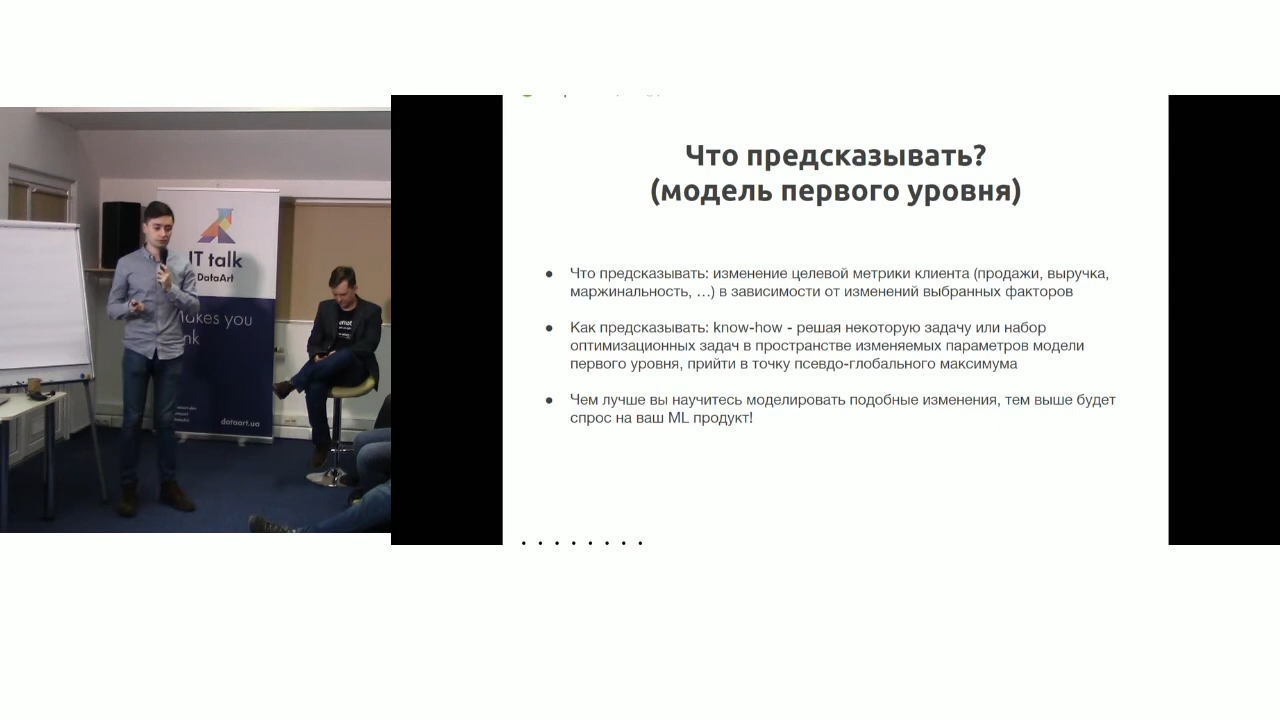 IT talk
DataArt
makes you
dataart.ua
Что предсказывать?
(модель первого уровня)
● Что предсказывать: изменение целевой метрики клиента (продажи, выручка,
маржинальность, …) в зависимости от изменений выбранных факторов
● Как предсказывать: know-how - решая некоторую задачу или набор
оптимизационных задач в пространстве изменяемых параметров модели
первого уровня, прийти в точку псевдо-глобального максимума
● Чем лучше вы научитесь моделировать подобные изменения, тем выше будет
спрос на ваш ML продукт!